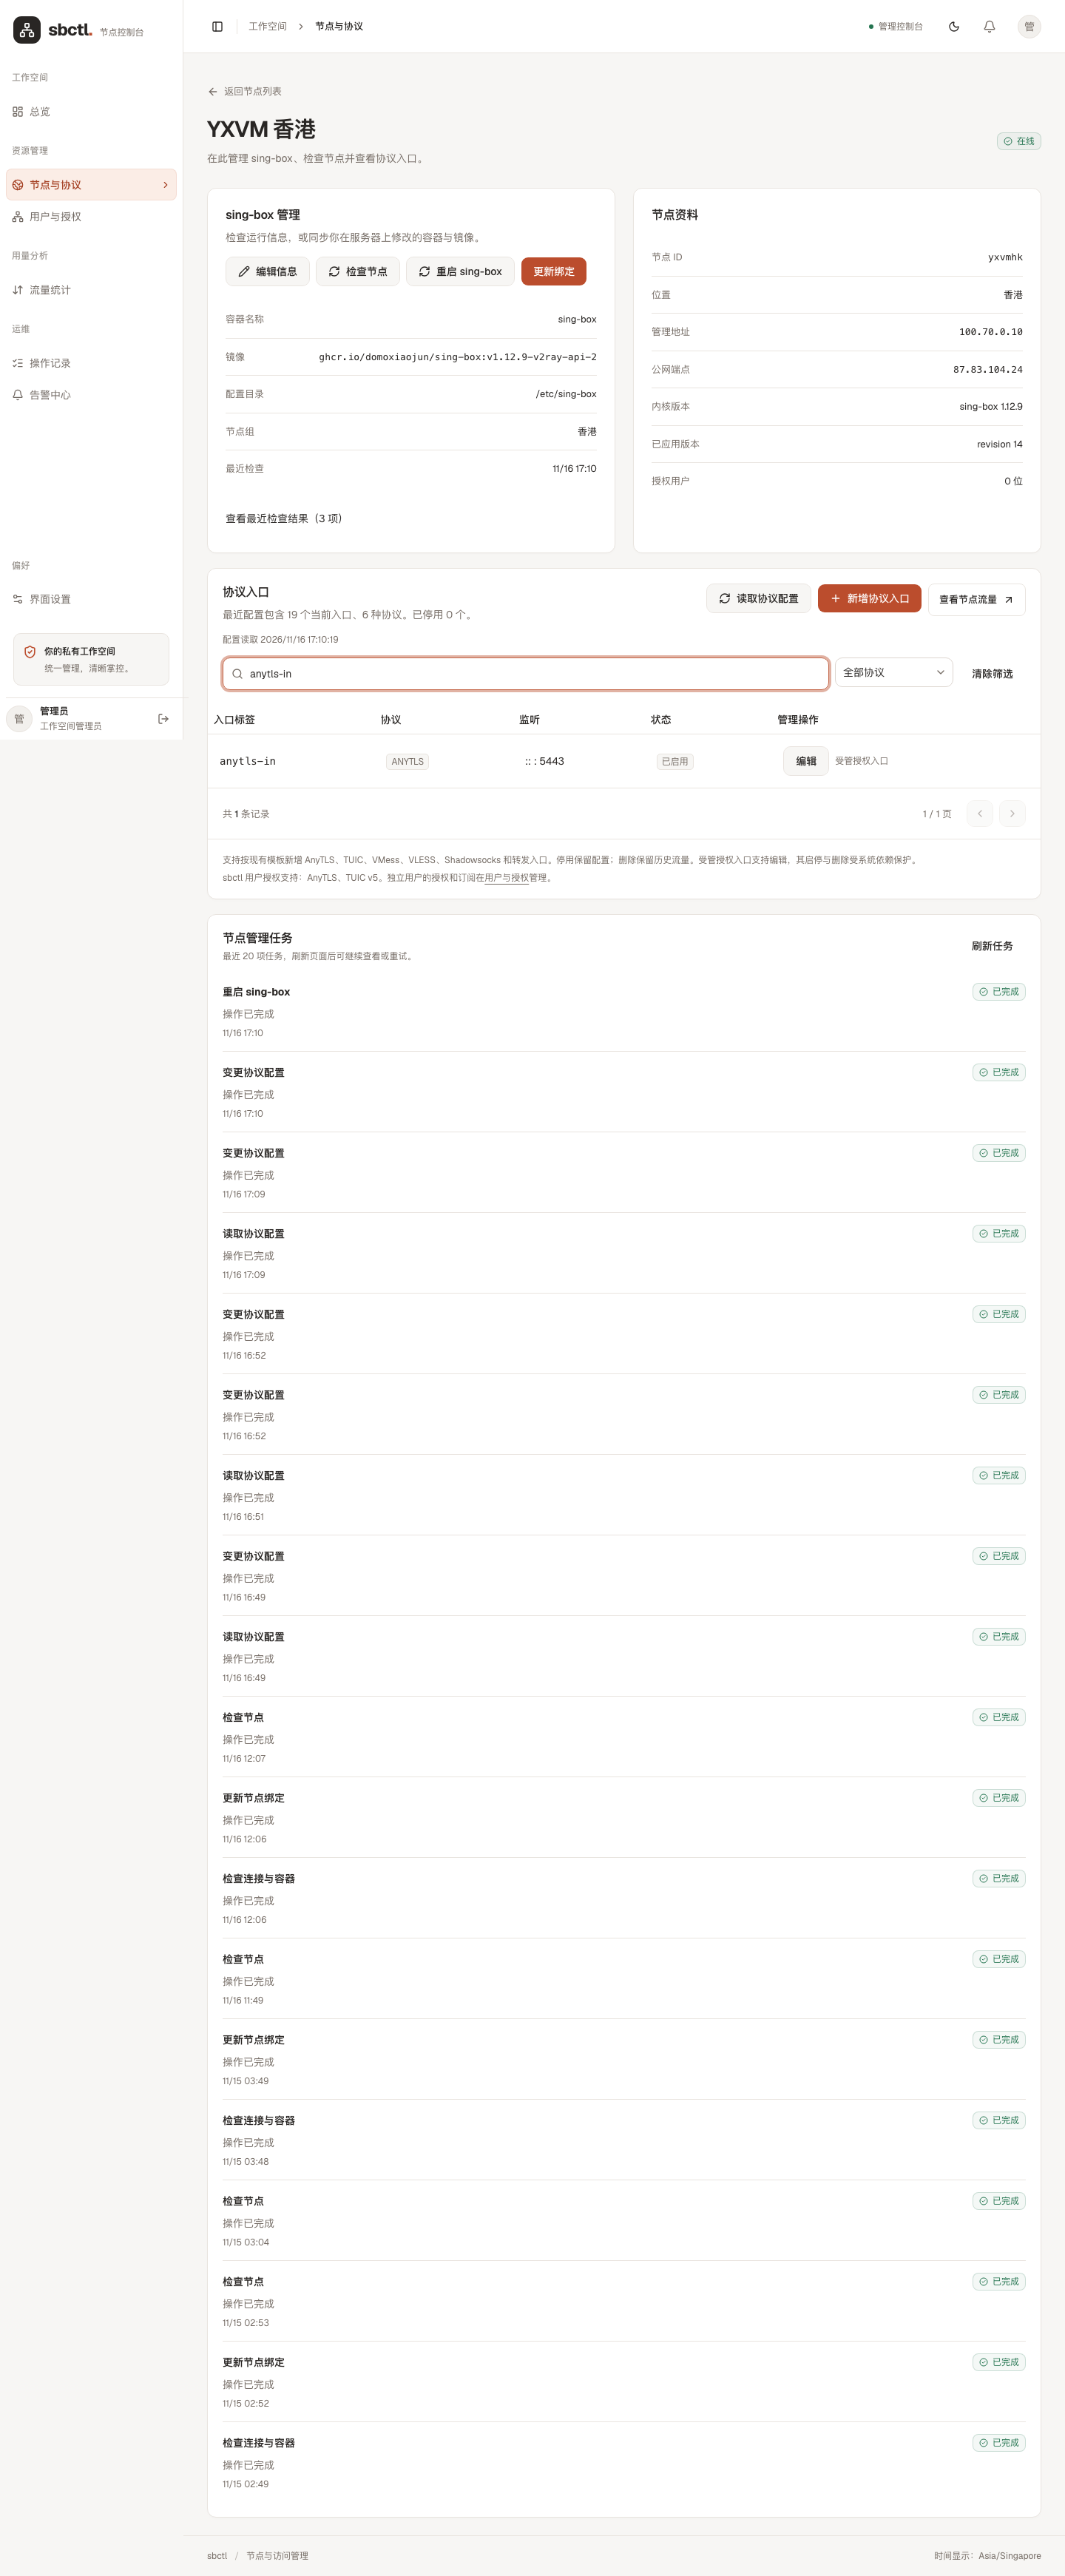 sbctl. 节点控制台
工作空间
总览
资源管理
节点与协议
用户与授权
用量分析
流量统计
运维
操作记录
告警中心
偏好
界面设置
你的私有工作空间
统一管理，清晰掌控。
管
管理员
工作空间管理员
工作空间 节点与协议
管理控制台
管
返回节点列表
YXVM 香港
在此管理 sing-box、检查节点并查看协议入口。
在线
sing-box 管理
检查运行信息，或同步你在服务器上修改的容器与镜像。
编辑信息 检查节点 重启 sing-box 更新绑定
容器名称 sing-box
镜像 ghcr.io/domoxiaojun/sing-box:v1.12.9-v2ray-api-2
配置目录 /etc/sing-box
节点组 香港
最近检查 11/16 17:10
查看最近检查结果（3 项）
节点资料
节点 ID yxvmhk
位置 香港
管理地址 100.70.0.10
公网端点 87.83.104.24
内核版本 sing-box 1.12.9
已应用版本 revision 14
授权用户 0 位
协议入口
最近配置包含 19 个当前入口、6 种协议。已停用 0 个。
配置读取 2026/11/16 17:10:19
读取协议配置 新增协议入口 查看节点流量
anytls-in 全部协议 清除筛选
入口标签 协议 监听 状态 管理操作
anytls-in ANYTLS :: : 5443 已启用 编辑 受管授权入口
共 1 条记录 1 / 1 页
支持按现有模板新增 AnyTLS、TUIC、VMess、VLESS、Shadowsocks 和转发入口。停用保留配置；删除保留历史流量。受管授权入口支持编辑，其启停与删除受系统依赖保护。
sbctl 用户授权支持：AnyTLS、TUIC v5。独立用户的授权和订阅在用户与授权管理。
节点管理任务
最近 20 项任务，刷新页面后可继续查看或重试。
刷新任务
重启 sing-box 已完成
操作已完成
11/16 17:10
变更协议配置 已完成
操作已完成
11/16 17:10
变更协议配置 已完成
操作已完成
11/16 17:09
读取协议配置 已完成
操作已完成
11/16 17:09
变更协议配置 已完成
操作已完成
11/16 16:52
变更协议配置 已完成
操作已完成
11/16 16:52
读取协议配置 已完成
操作已完成
11/16 16:51
变更协议配置 已完成
操作已完成
11/16 16:49
读取协议配置 已完成
操作已完成
11/16 16:49
检查节点 已完成
操作已完成
11/16 12:07
更新节点绑定 已完成
操作已完成
11/16 12:06
检查连接与容器 已完成
操作已完成
11/16 12:06
检查节点 已完成
操作已完成
11/16 11:49
更新节点绑定 已完成
操作已完成
11/15 03:49
检查连接与容器 已完成
操作已完成
11/15 03:48
检查节点 已完成
操作已完成
11/15 03:04
检查节点 已完成
操作已完成
11/15 02:53
更新节点绑定 已完成
操作已完成
11/15 02:52
检查连接与容器 已完成
操作已完成
11/15 02:49
sbctl / 节点与访问管理
时间显示：Asia/Singapore